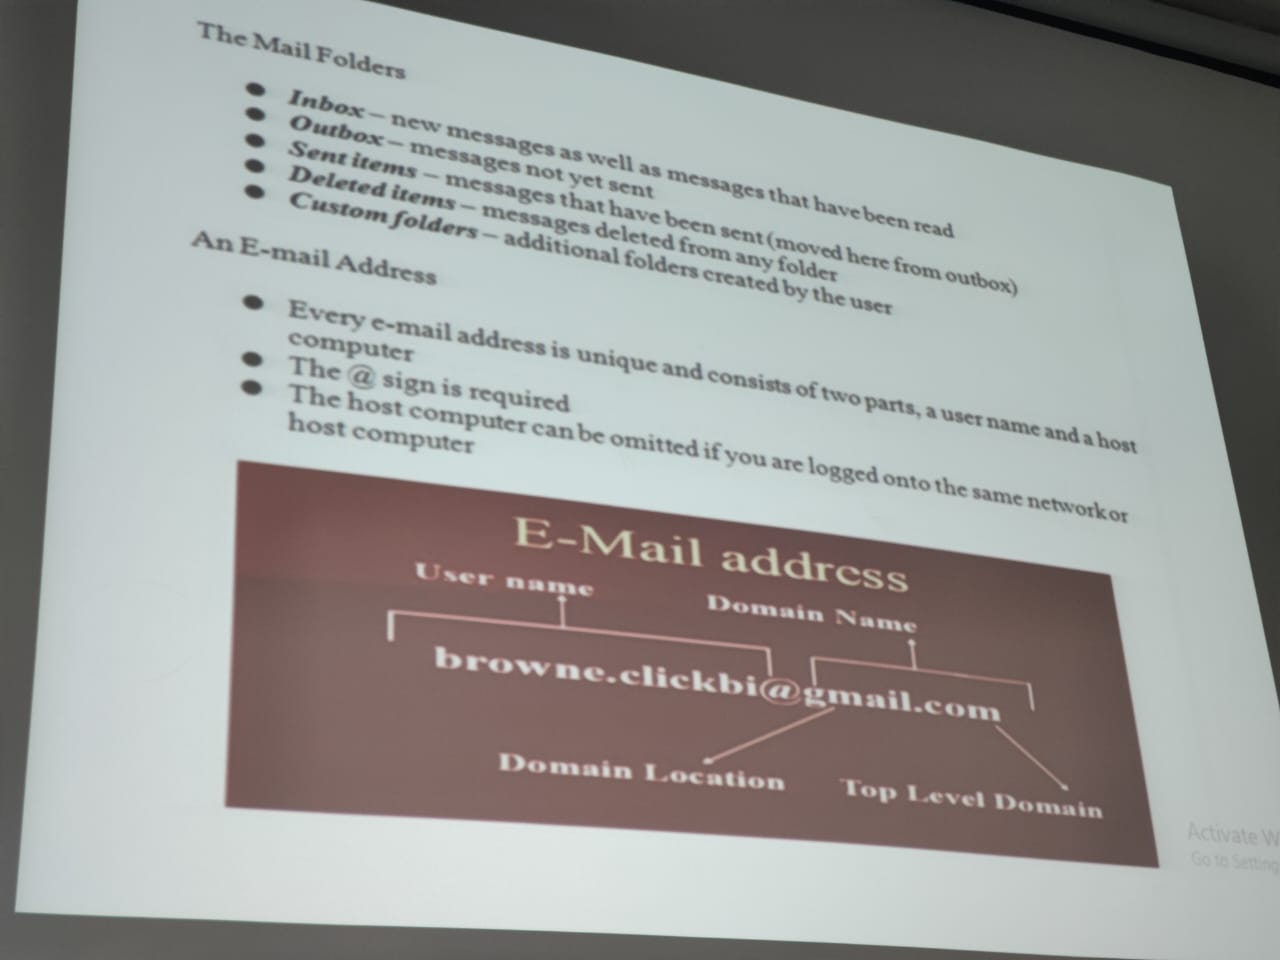 The Mail Folders
● Inbox – new messages as well as messages that have been read
● Outbox – messages not yet sent
● Sent items – messages that have been sent (moved here from outbox)
● Deleted items – messages deleted from any folder
● Custom folders – additional folders created by the user
An E-mail Address
● Every e-mail address is unique and consists of two parts, a user name and a host
computer
● The @ sign is required
● The host computer can be omitted if you are logged onto the same network or
host computer
E-Mail address
User name
Domain Name
browne.clickbi@gmail.com
Domain Location
Top Level Domain
Activate W
Go to Setting